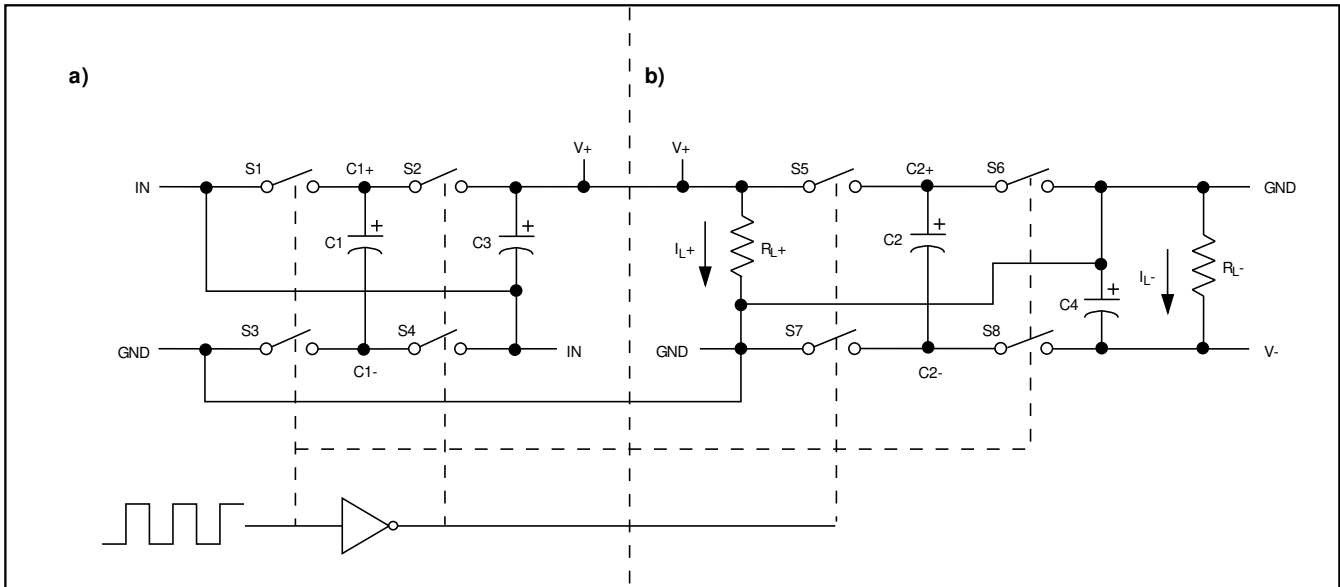 a)
b)
V+
V+
S1
C1+
S2
S5
C2+
S6
IN
GND
+
+
+
C1
C3
IL+
RL+
C2
IL-
RL-
+
C4
S3
S4
S7
S8
GND
IN
GND
V-
C1-
C2-